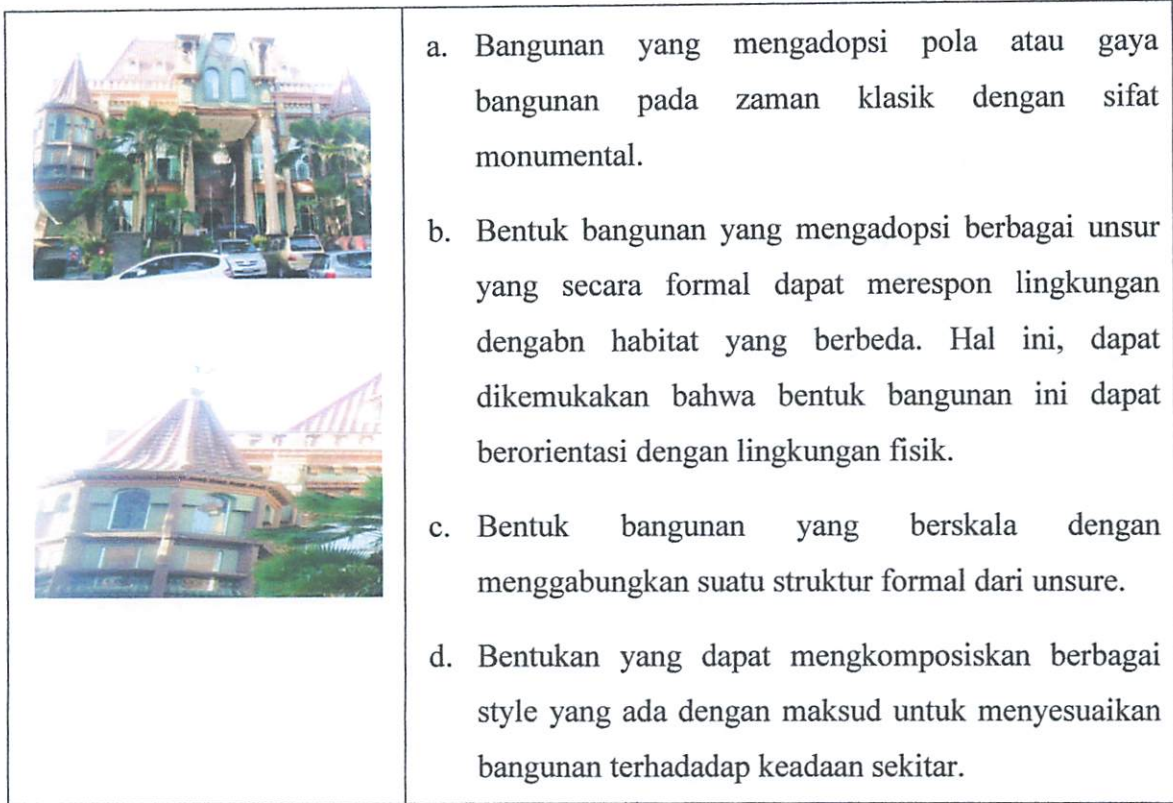 a. Bangunan yang mengadopsi pola atau gaya
bangunan pada zaman klasik dengan sifat
monumental.
b. Bentuk bangunan yang mengadopsi berbagai unsur
yang secara formal dapat merespon lingkungan
dengabn habitat yang berbeda. Hal ini, dapat
dikemukakan bahwa bentuk bangunan ini dapat
berorientasi dengan lingkungan fisik.
c. Bentuk bangunan yang berskala dengan
menggabungkan suatu struktur formal dari unsure.
d. Bentukan yang dapat mengkomposiskan berbagai
style yang ada dengan maksud untuk menyesuaikan
bangunan terhadadap keadaan sekitar.